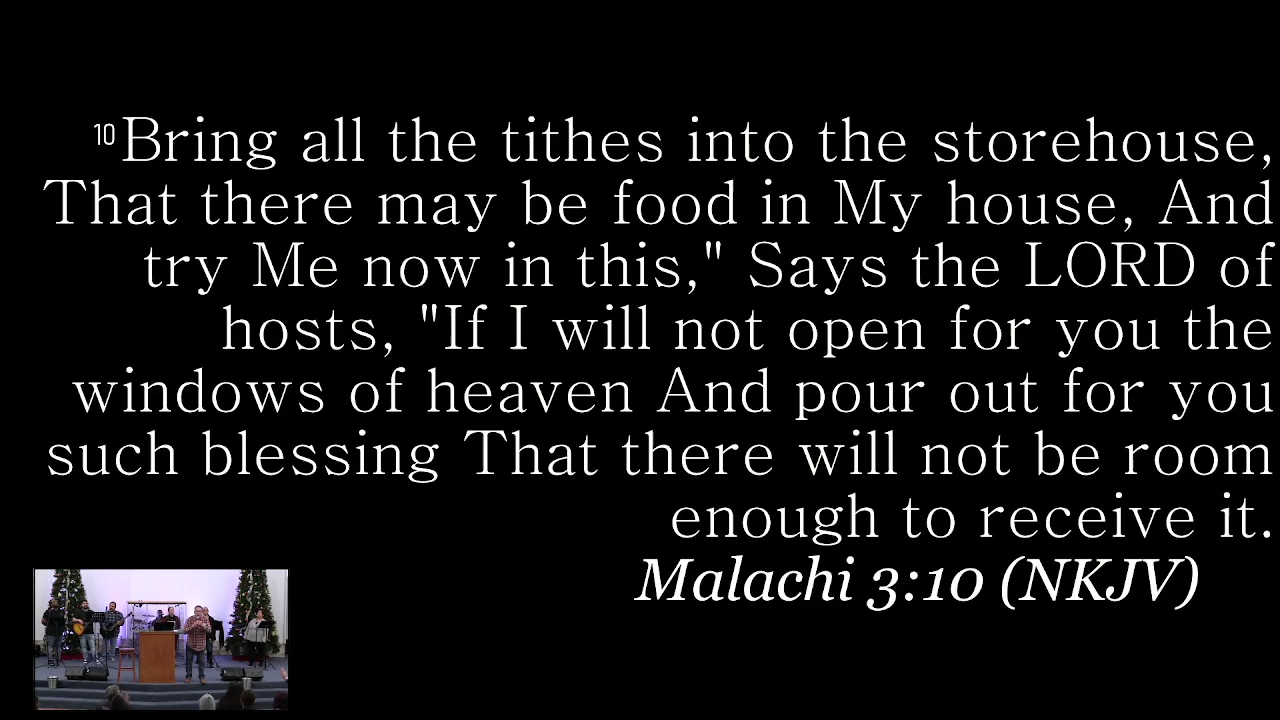 10 Bring all the tithes into the storehouse,
That there may be food in My house, And
try Me now in this," Says the LORD of
hosts, "If I will not open for you the
windows of heaven And pour out for you
such blessing That there will not be room
enough to receive it.
Malachi 3:10 (NKJV)